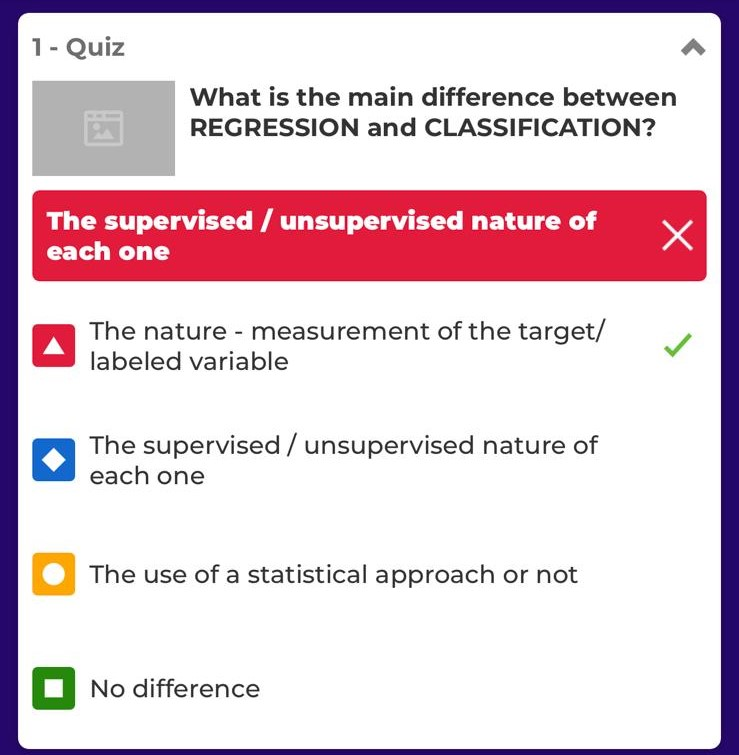 1 - Quiz
What is the main difference between
REGRESSION and CLASSIFICATION?
The supervised / unsupervised nature of
each one
The nature - measurement of the target/
labeled variable
The supervised / unsupervised nature of
each one
The use of a statistical approach or not
No difference